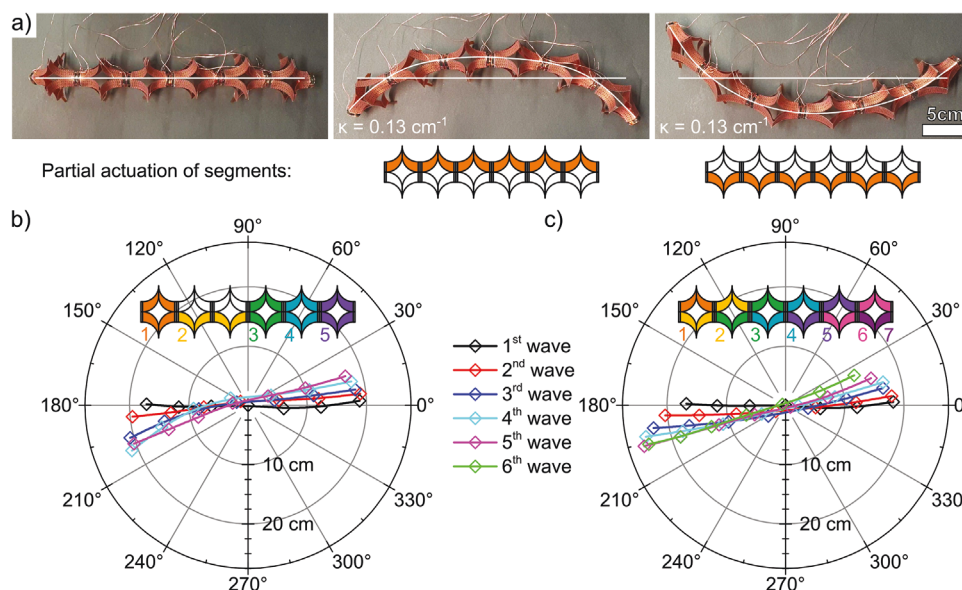 a)
κ = 0.13 cm⁻¹
κ = 0.13 cm⁻¹
5cm
Partial actuation of segments:
b)
90°
120°
60°
150°
30°
180°
0°
210°
330°
240°
300°
270°
10 cm
20 cm
1 2 3 4 5
1st wave
2nd wave
3rd wave
4th wave
5th wave
6th wave
c)
90°
120°
60°
150°
30°
180°
0°
210°
330°
240°
300°
270°
10 cm
20 cm
1 2 3 4 5 6 7